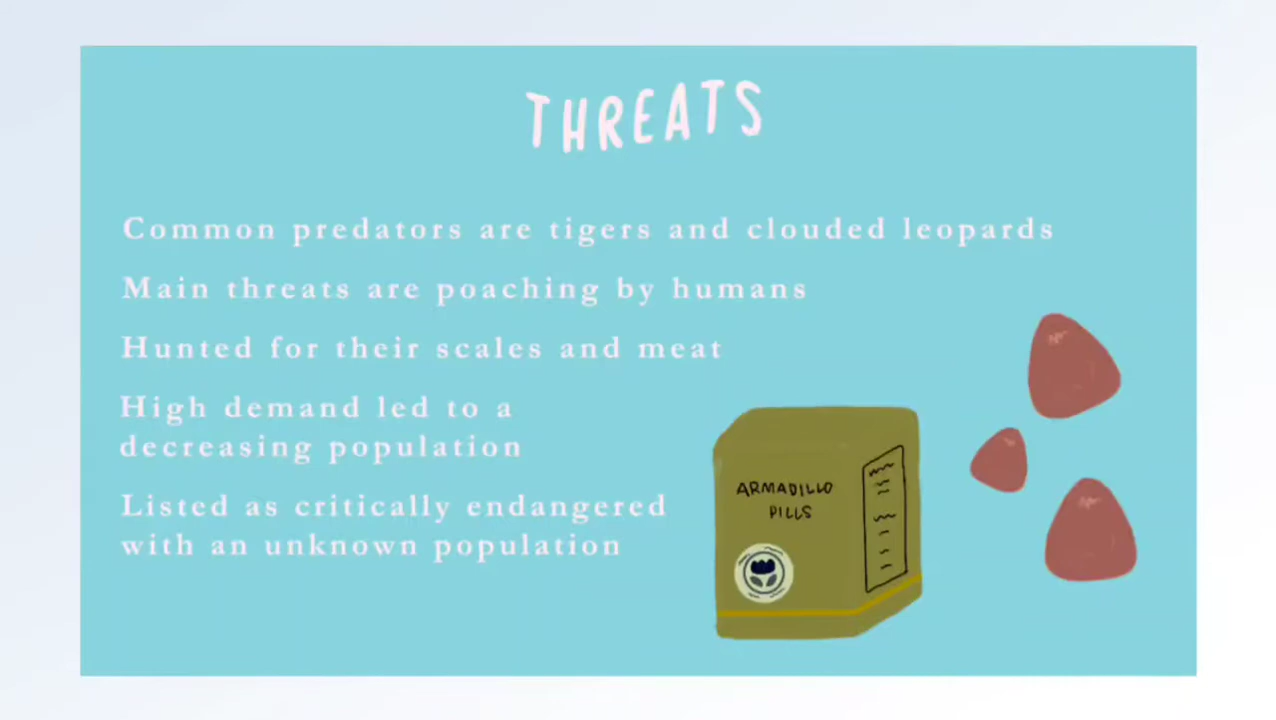 THREATS
Common predators are tigers and clouded leopards
Main threats are poaching by humans
Hunted for their scales and meat
High demand led to a
decreasing population
Listed as critically endangered
with an unknown population
ARMADILLO
PILLS